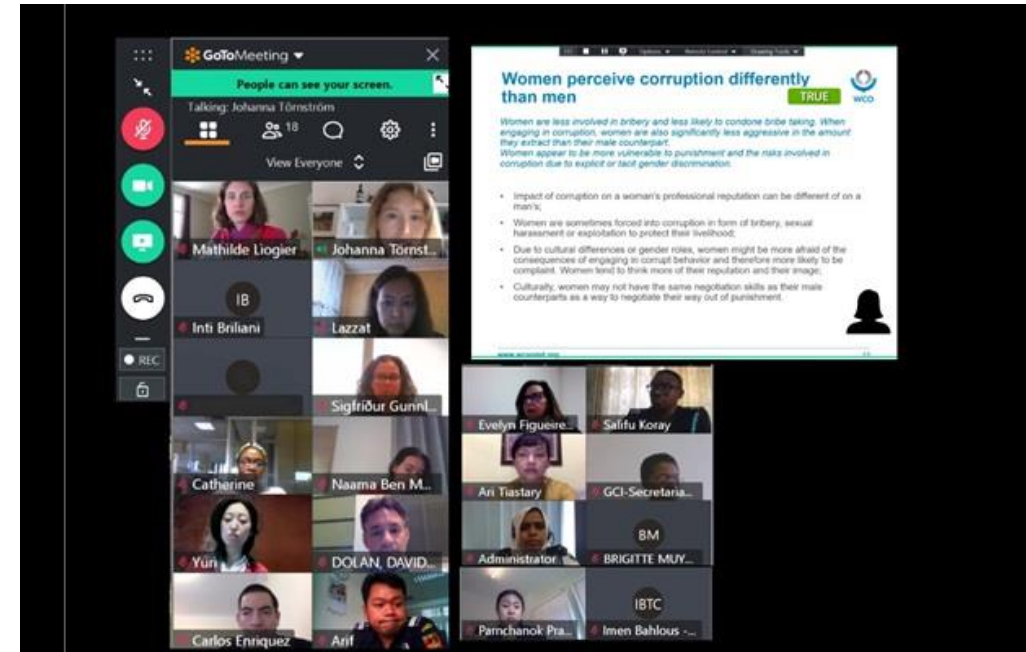 GoToMeeting
People can see your screen.
Talking: Johanna Törnström
18
View Everyone
REC
Mathilde Liogier
Johanna Törnst...
IB
Inti Briliani
Lazzat
Sigfríður Gunnl...
Catherine
Naama Ben M...
Yuri
DOLAN, DAVID...
Carlos Enriquez
Arif
Options
Remote Control
Drawing Tools
Women perceive corruption differently
than men
TRUE
WCO
Women are less involved in bribery and less likely to condone bribe taking. When
engaging in corruption, women are also significantly less aggressive in the amount
they extract than their male counterpart.
Women appear to be more vulnerable to punishment and the risks involved in
corruption due to explicit or tacit gender discrimination.
• Impact of corruption on a woman's professional reputation can be different of on a
man's;
• Women are sometimes forced into corruption in form of bribery, sexual
harassment or exploitation to protect their livelihood;
• Due to cultural differences or gender roles, women might be more afraid of the
consequences of engaging in corrupt behavior and therefore more likely to be
complaint. Women tend to think more of their reputation and their image;
• Culturally, women may not have the same negotiation skills as their male
counterparts as a way to negotiate their way out of punishment.
Evelyn Figueire...
Salifu Koray
Ari Tiastary
GCI-Secretaria...
Administrator
BM
BRIGITTE MUY...
Parnchanok Pra...
IBTC
Imen Bahlous -...